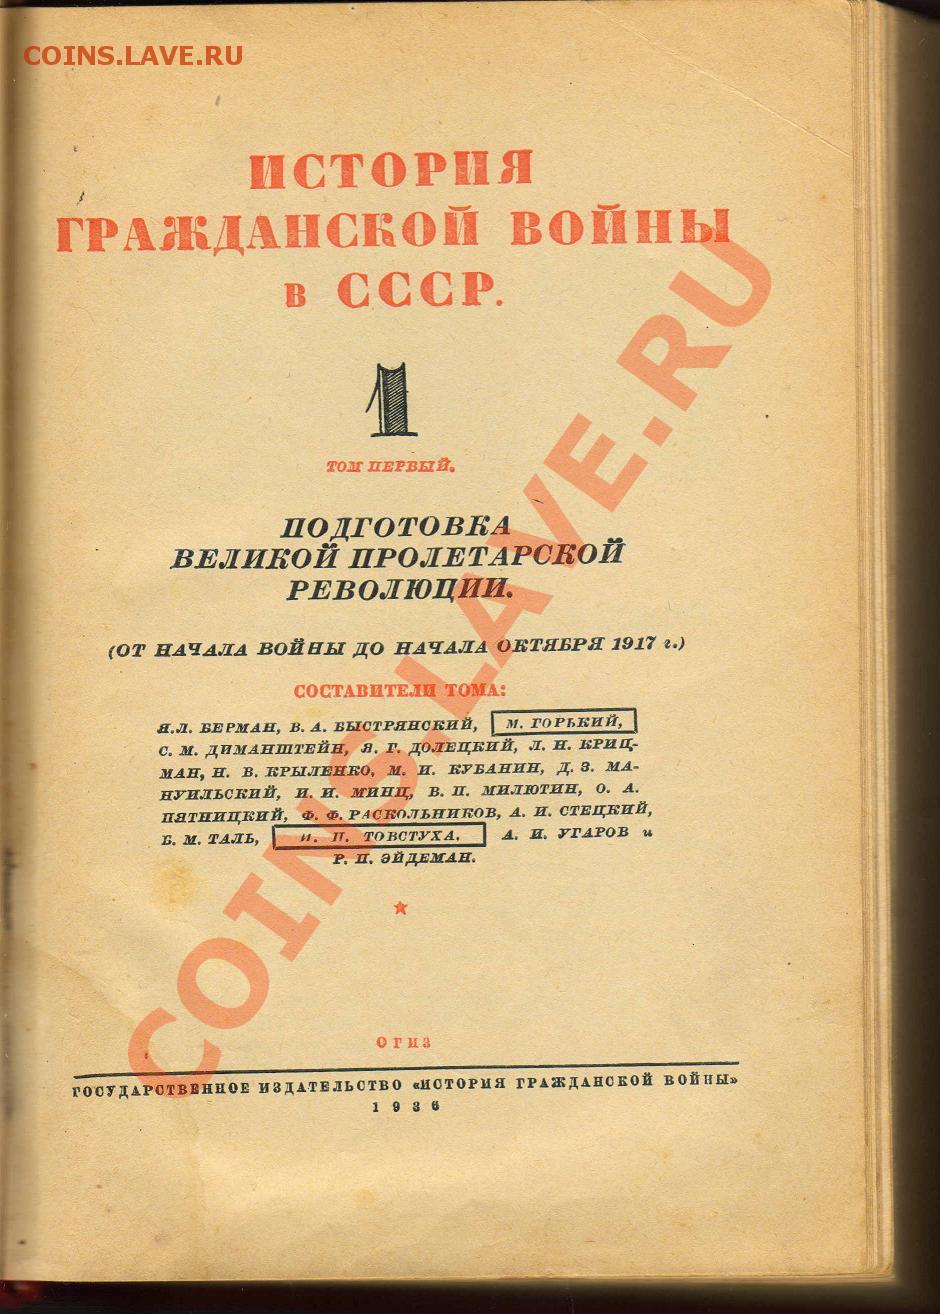 COINS.LAVE.RU
ИСТОРИЯ
ГРАЖДАНСКОЙ ВОЙНЫ
в СССР.
1
ТОМ ПЕРВЫЙ.
ПОДГОТОВКА
ВЕЛИКОЙ ПРОЛЕТАРСКОЙ
РЕВОЛЮЦИИ.
(ОТ НАЧАЛА ВОЙНЫ ДО НАЧАЛА ОКТЯБРЯ 1917 г.)
СОСТАВИТЕЛИ ТОМА:
Я.Л. БЕРМАН, В. А. БЫСТРЯНСКИЙ, М. ГОРЬКИЙ,
С. М. ДИМАНШТЕЙН, Я. Г. ДОЛЕЦКИЙ, Л. Н. КРИЦ-
МАН, Н. В. КРЫЛЕНКО, М. И. КУБАНИН, Д. З. МА-
НУИЛЬСКИЙ, И. И. МИНЦ, В. П. МИЛЮТИН, О. А.
ПЯТНИЦКИЙ, Ф. Ф. РАСКОЛЬНИКОВ, А. И. СТЕЦКИЙ,
Б. М. ТАЛЬ, И. П. ТОВСТУХА. А. И. УГАРОВ и
Р. П. ЭЙДЕМАН.
ОГИЗ
ГОСУДАРСТВЕННОЕ ИЗДАТЕЛЬСТВО «ИСТОРИЯ ГРАЖДАНСКОЙ ВОЙНЫ»
1936
COINS.LAVE.RU